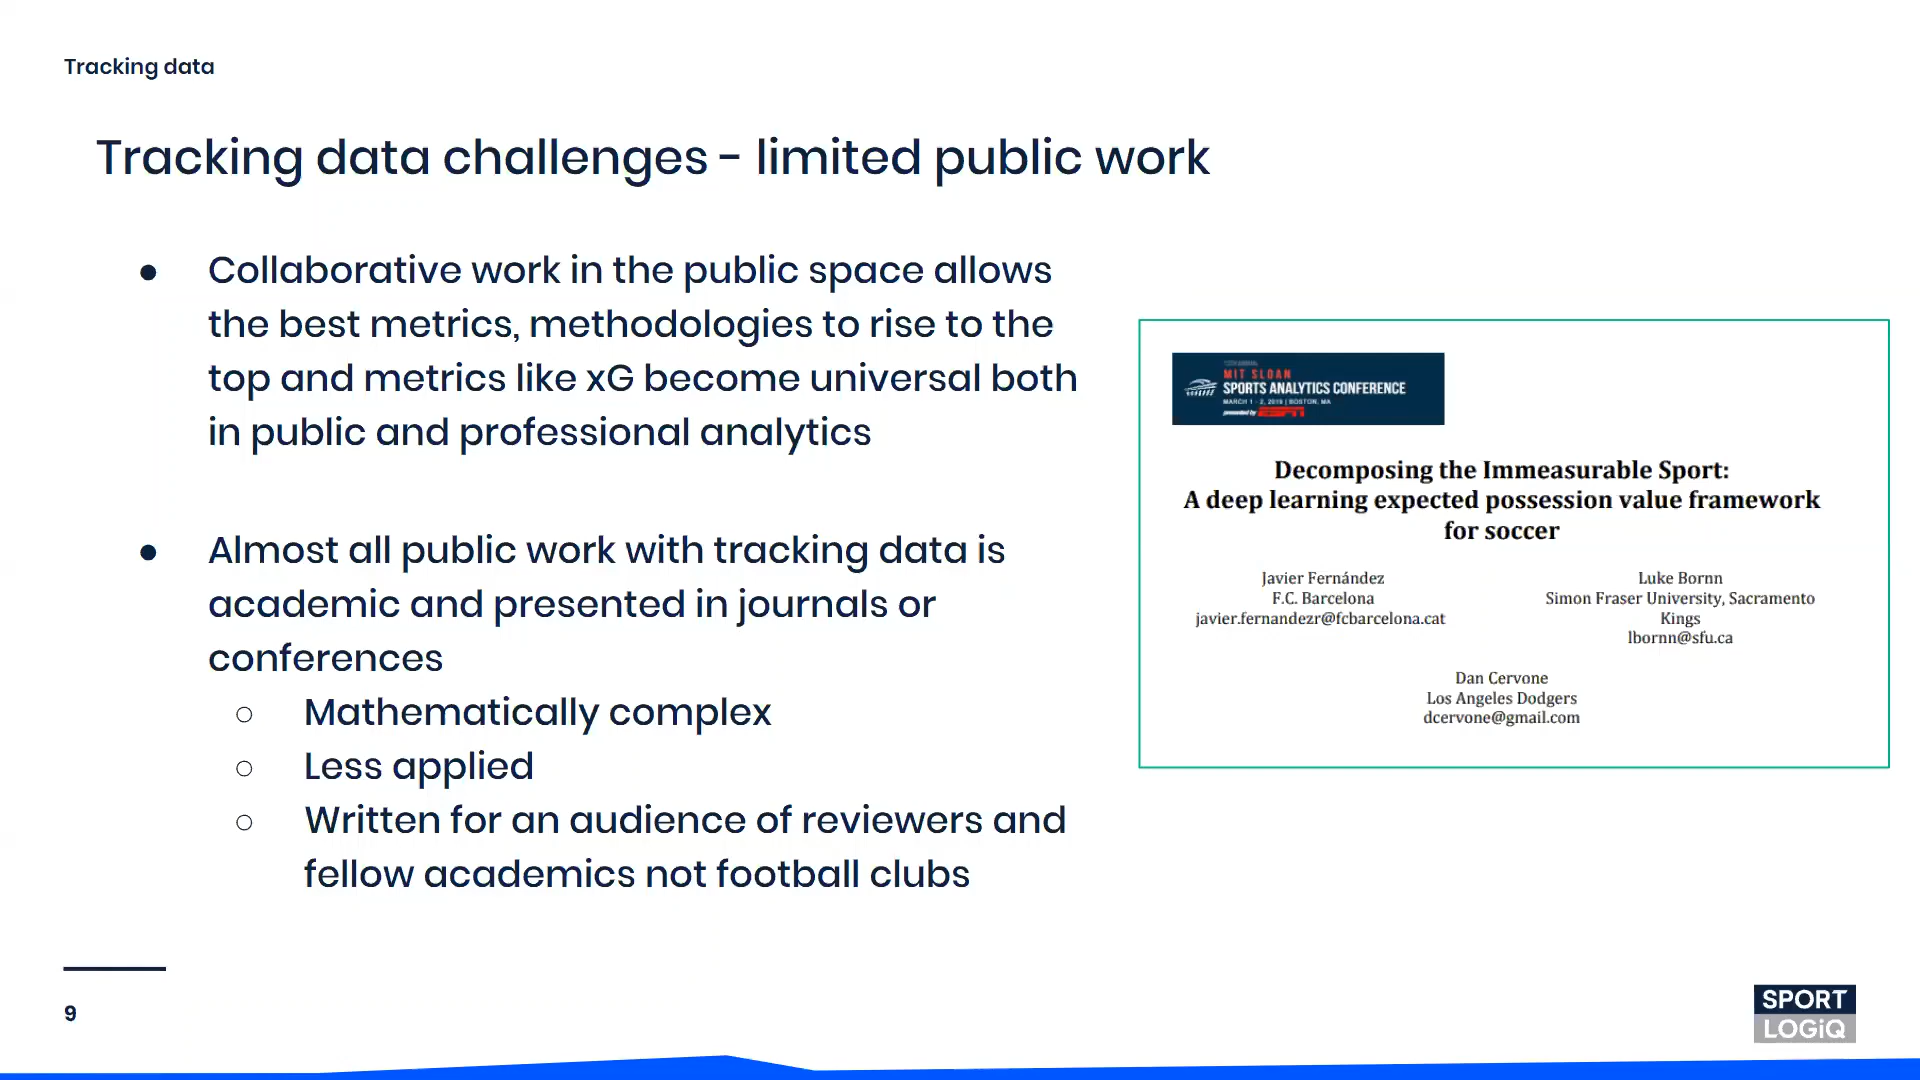 Tracking data
Tracking data challenges - limited public work
● Collaborative work in the public space allows
the best metrics, methodologies to rise to the
top and metrics like xG become universal both
in public and professional analytics
● Almost all public work with tracking data is
academic and presented in journals or
conferences
○ Mathematically complex
○ Less applied
○ Written for an audience of reviewers and
fellow academics not football clubs
MIT SLOAN
SPORTS ANALYTICS CONFERENCE
MARCH 1 - 2, 2019 | BOSTON, MA
presented by ESPN
Decomposing the Immeasurable Sport:
A deep learning expected possession value framework
for soccer
Javier Fernández
F.C. Barcelona
javier.fernandezr@fcbarcelona.cat
Luke Bornn
Simon Fraser University, Sacramento
Kings
lbornn@sfu.ca
Dan Cervone
Los Angeles Dodgers
dcervone@gmail.com
9
SPORT
LOGiQ